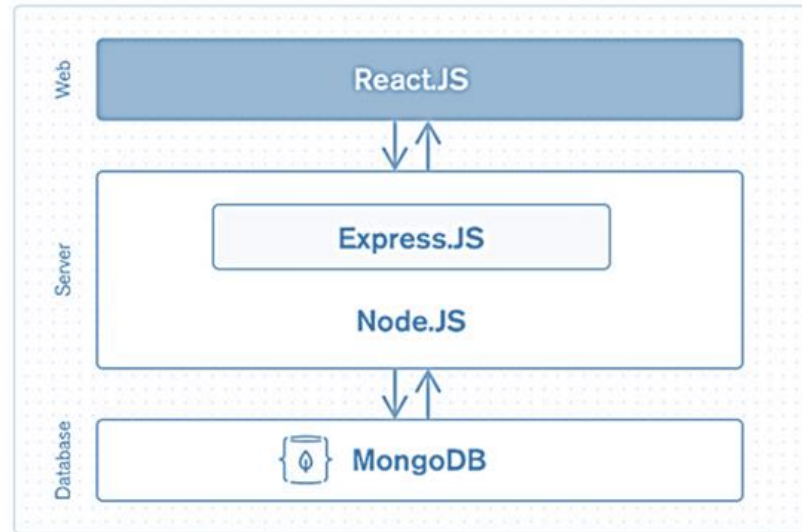 Web
React.JS
Server
Express.JS
Node.JS
Database
MongoDB